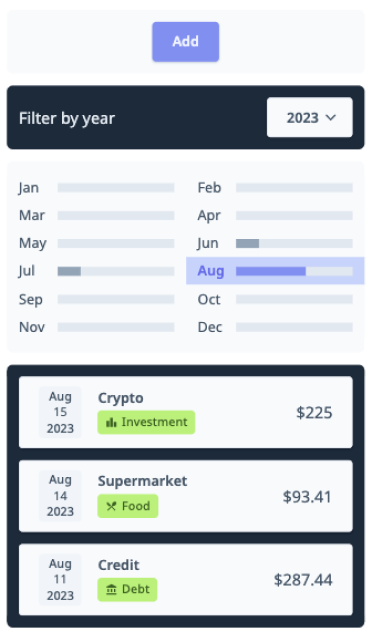 Add
Filter by year
2023
Jan
Feb
Mar
Apr
May
Jun
Jul
Aug
Sep
Oct
Nov
Dec
Aug
15
2023
Crypto
Investment
$225
Aug
14
2023
Supermarket
Food
$93.41
Aug
11
2023
Credit
Debt
$287.44